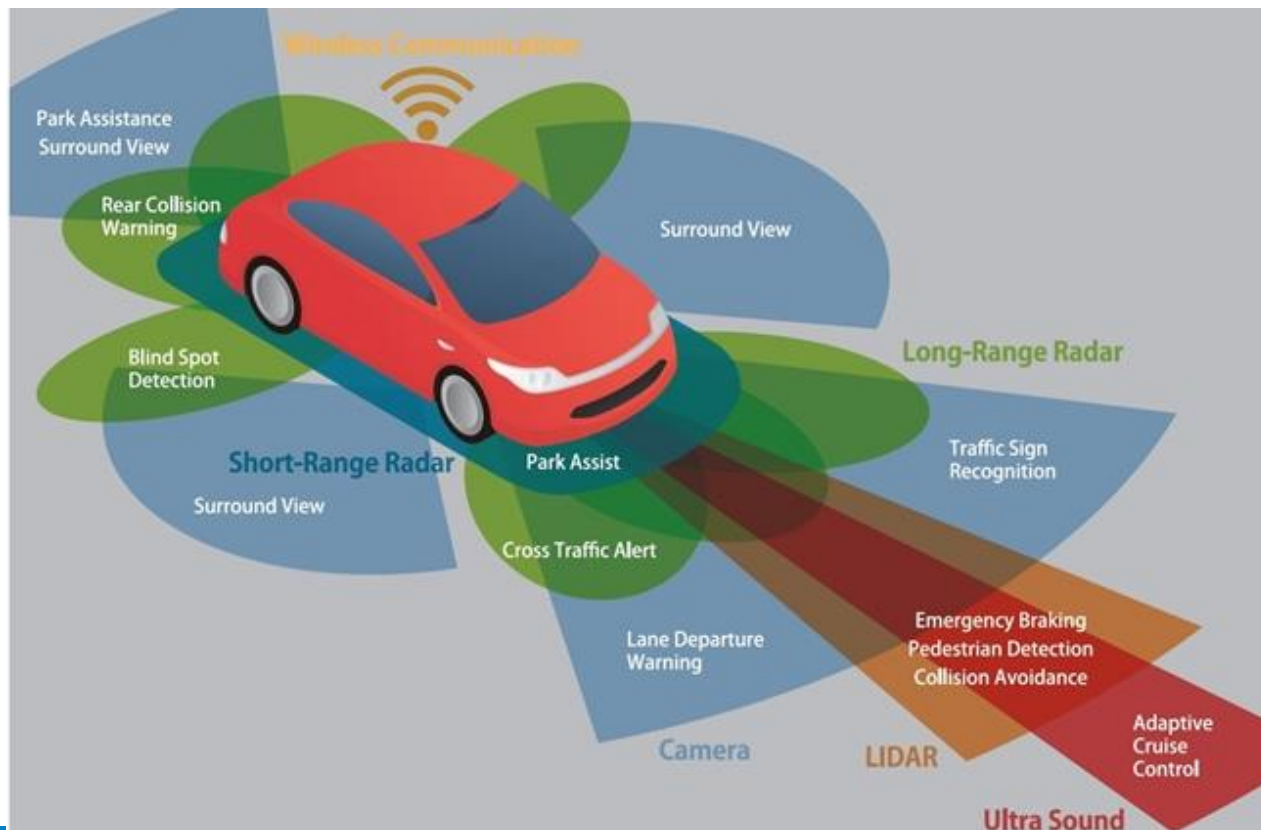 Wireless Communication
Park Assistance
Surround View
Rear Collision
Warning
Surround View
Blind Spot
Detection
Long-Range Radar
Short-Range Radar
Park Assist
Traffic Sign
Recognition
Surround View
Cross Traffic Alert
Lane Departure
Warning
Emergency Braking
Pedestrian Detection
Collision Avoidance
Camera
LIDAR
Adaptive
Cruise
Control
Ultra Sound